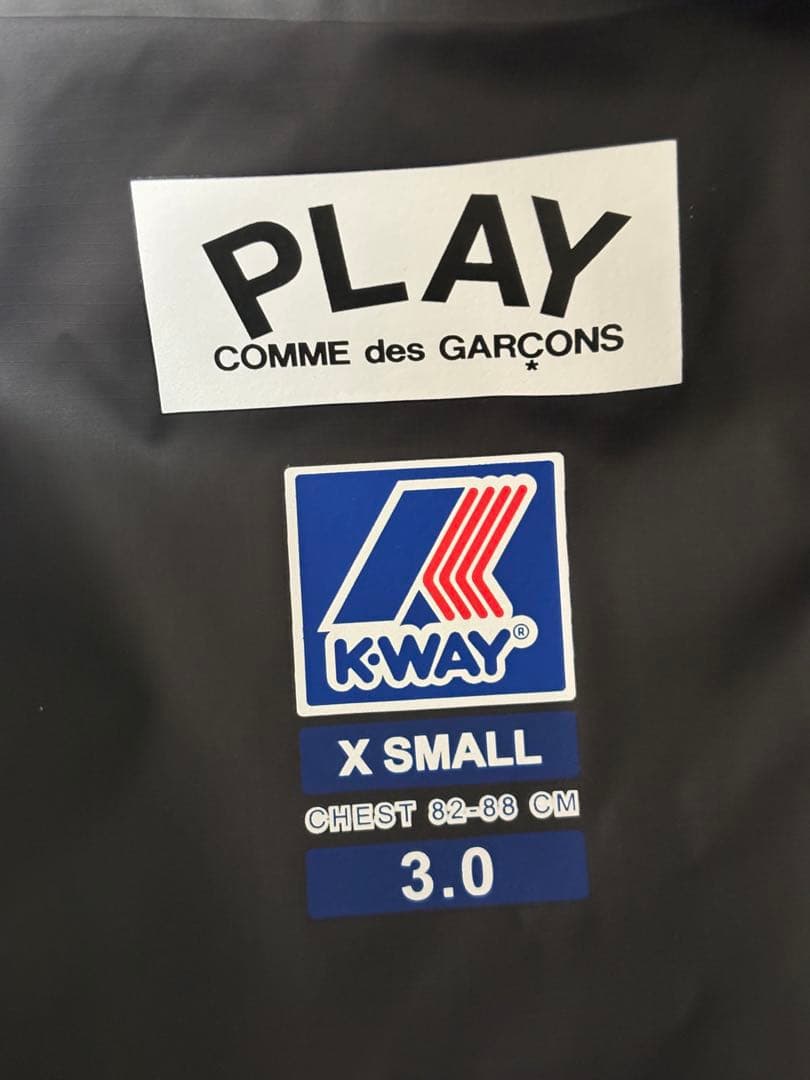 PLAY
COMME des GARÇONS
*
K·WAY®
X SMALL
CHEST 82-88 CM
3.0